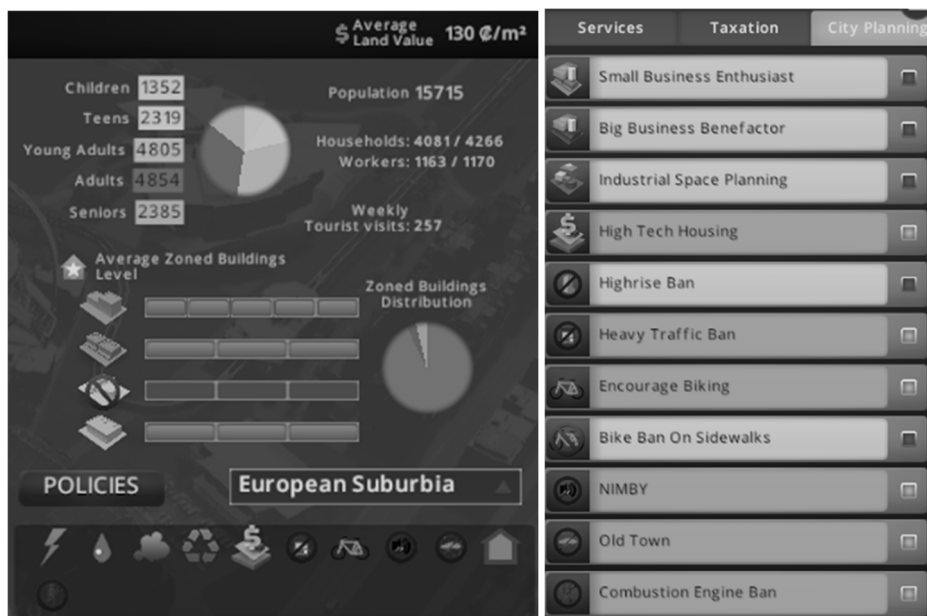 Average
Land Value 130 ₡/m²
Children 1352
Teens 2319
Young Adults 4805
Adults 4854
Seniors 2385
Population 15715
Households: 4081 / 4266
Workers: 1163 / 1170
Weekly
Tourist visits: 257
Average Zoned Buildings
Level
Zoned Buildings
Distribution
POLICIES
European Suburbia
Services Taxation City Planning
Small Business Enthusiast
Big Business Benefactor
Industrial Space Planning
High Tech Housing
Highrise Ban
Heavy Traffic Ban
Encourage Biking
Bike Ban On Sidewalks
NIMBY
Old Town
Combustion Engine Ban